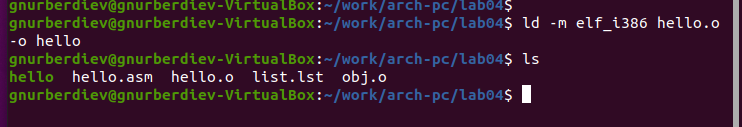 gnurberdiev@gnurberdiev-VirtualBox:~/work/arch-pc/lab04$
gnurberdiev@gnurberdiev-VirtualBox:~/work/arch-pc/lab04$ ld -m elf_i386 hello.o
-o hello
gnurberdiev@gnurberdiev-VirtualBox:~/work/arch-pc/lab04$ ls
hello  hello.asm  hello.o  list.lst  obj.o
gnurberdiev@gnurberdiev-VirtualBox:~/work/arch-pc/lab04$